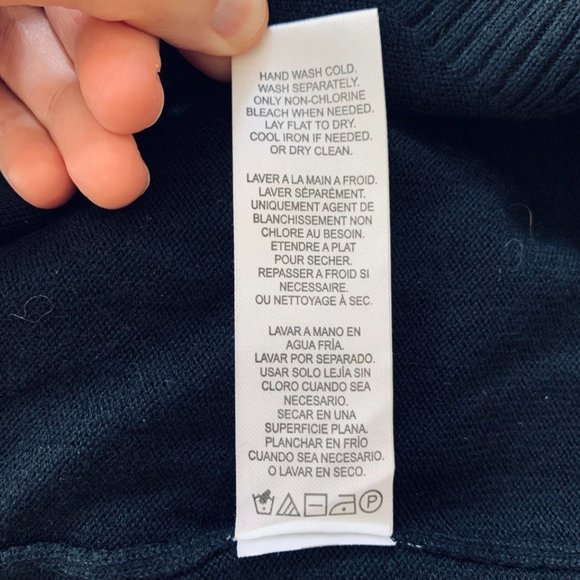 HAND WASH COLD.
WASH SEPARATELY.
ONLY NON-CHLORINE
BLEACH WHEN NEEDED.
LAY FLAT TO DRY.
COOL IRON IF NEEDED.
OR DRY CLEAN.
LAVER A LA MAIN A FROID.
LAVER SÉPARÉMENT.
UNIQUEMENT AGENT DE
BLANCHISSEMENT NON
CHLORE AU BESOIN.
ETENDRE A PLAT
POUR SECHER.
REPASSER A FROID SI
NECESSAIRE.
OU NETTOYAGE À SEC.
LAVAR A MANO EN
AGUA FRÍA.
LAVAR POR SEPARADO.
USAR SOLO LEJÍA SIN
CLORO CUANDO SEA
NECESARIO.
SECAR EN UNA
SUPERFICIE PLANA.
PLANCHAR EN FRÍO
CUANDO SEA NECESARIO.
O LAVAR EN SECO.
P